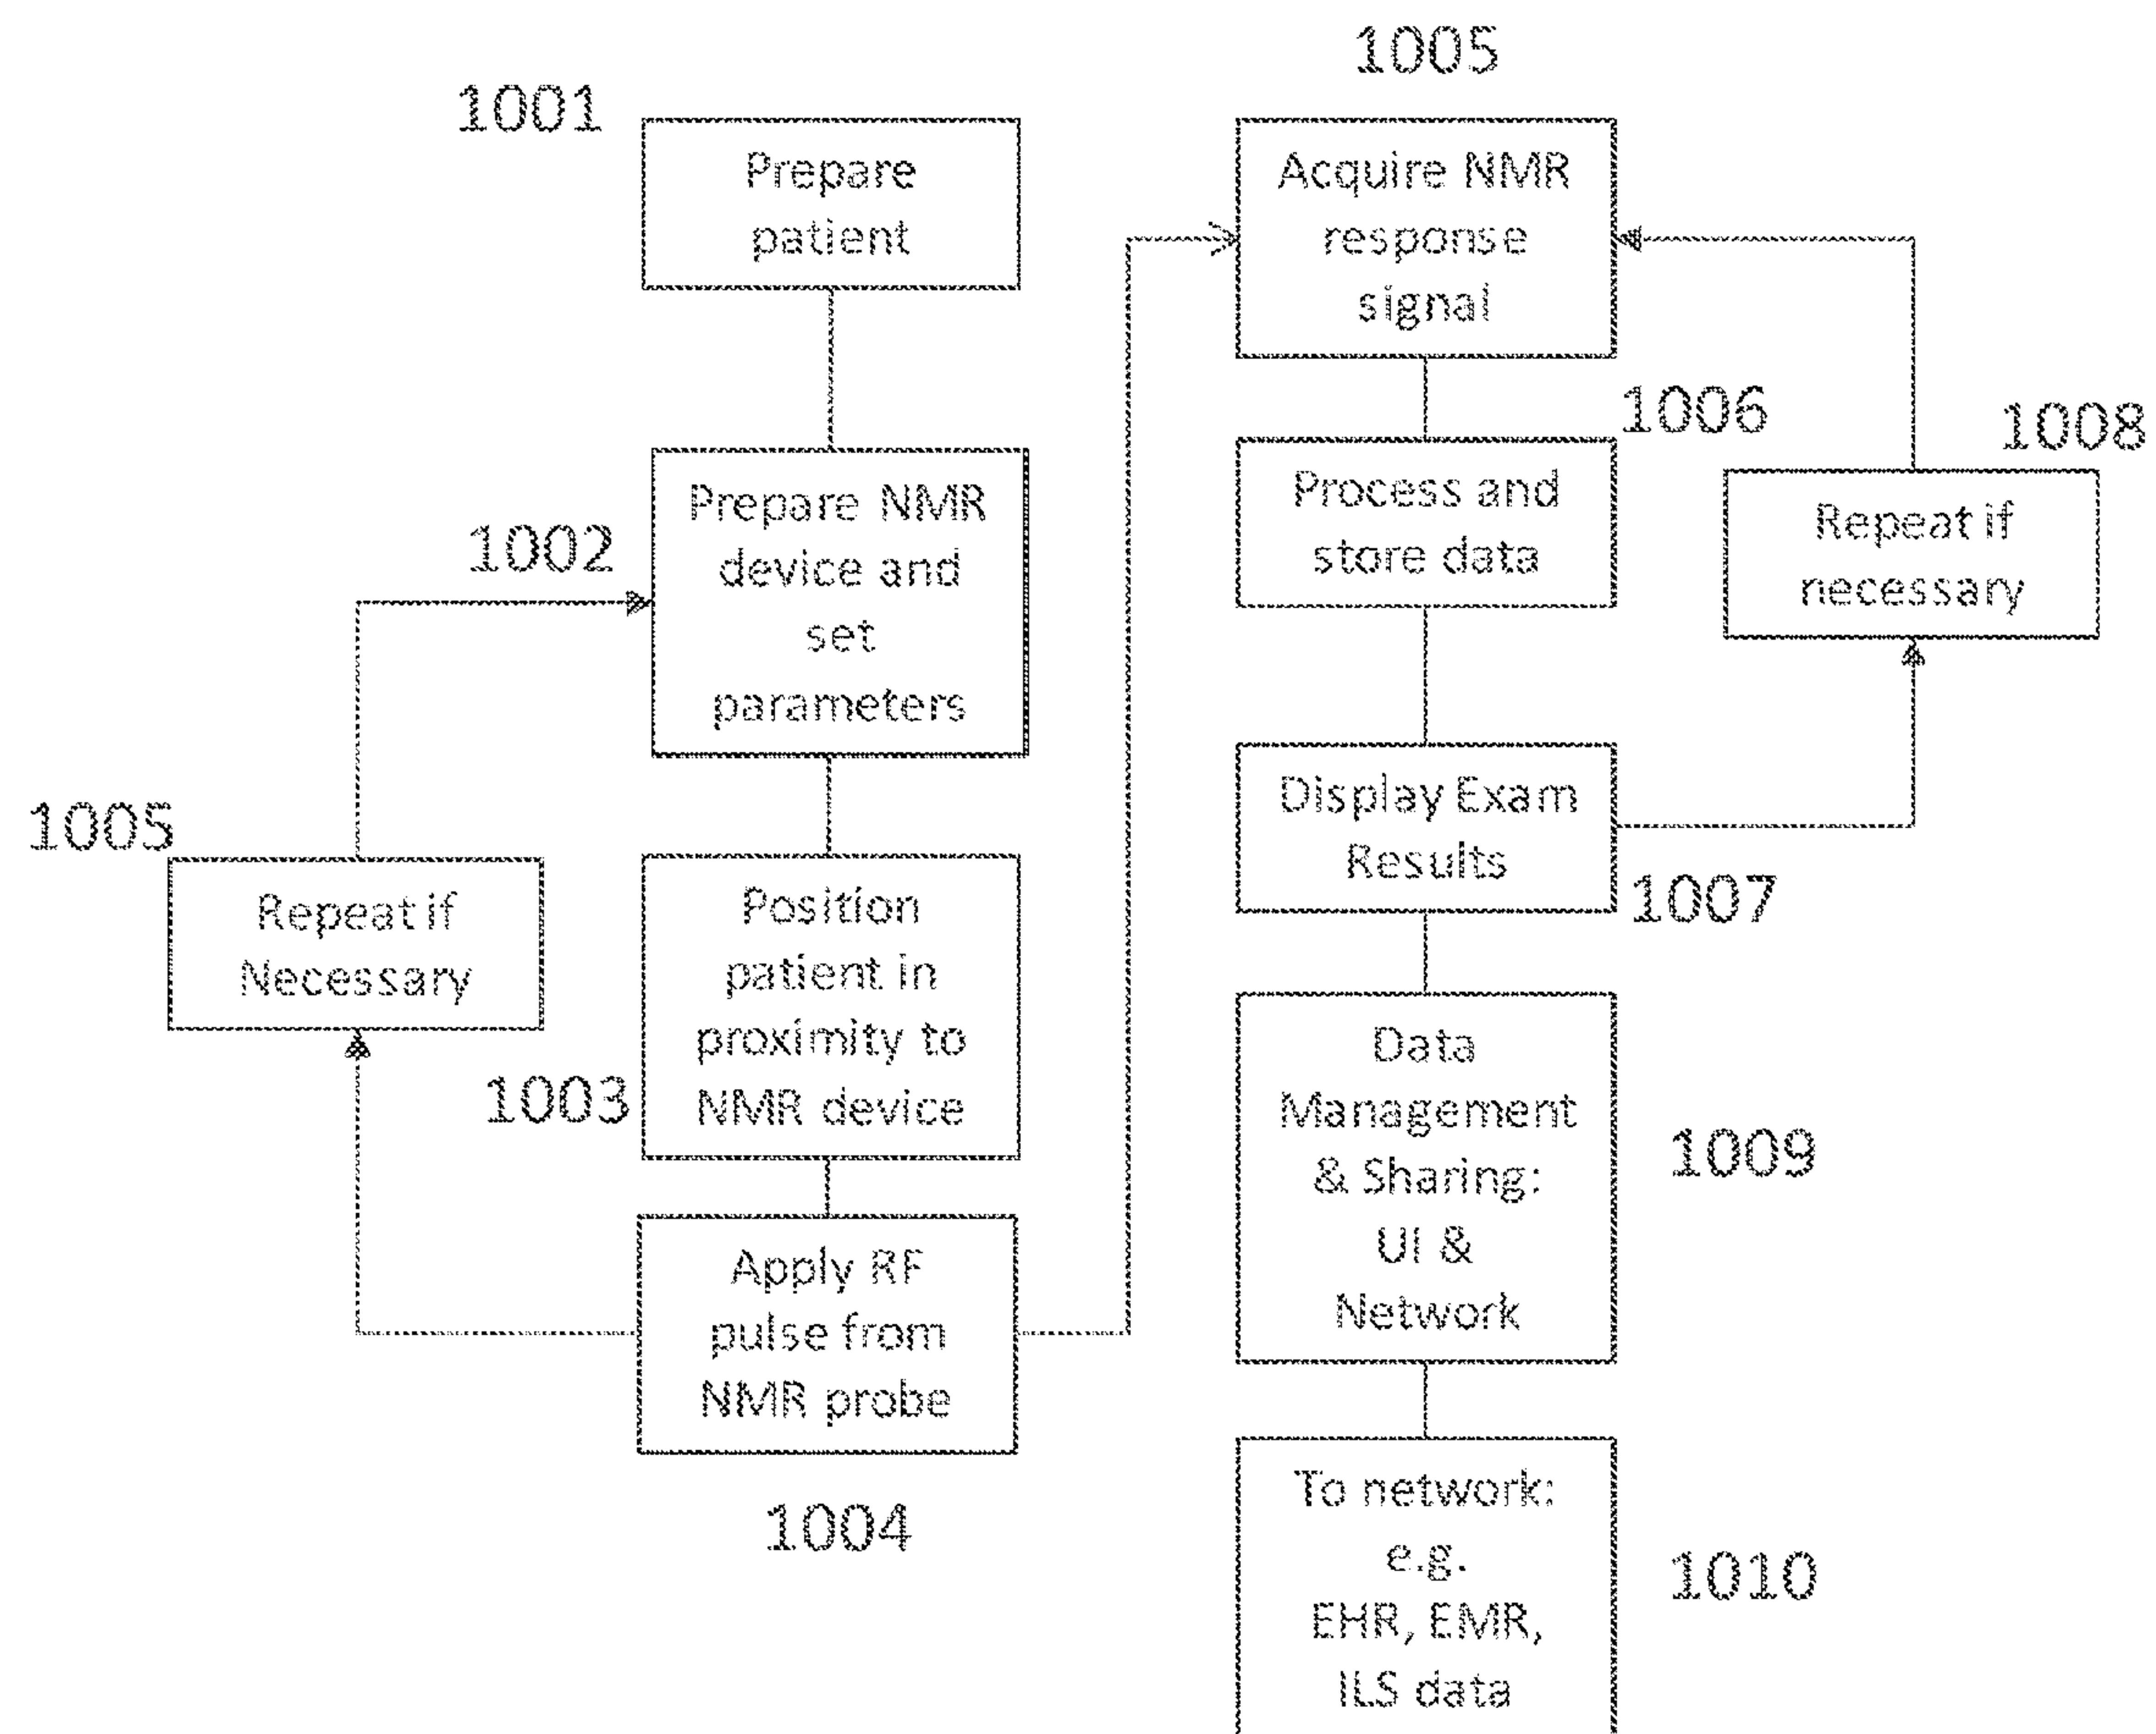 1001
Prepare
patient
1002
Prepare NMR
device and
set
parameters
1005
Repeat if
Necessary
1003
Position
patient in
proximity to
NMR device
Apply RF
pulse from
NMR probe
1004
1005
Acquire NMR
response
signal
1006
Process and
store data
1008
Repeat if
necessary
Display Exam
Results
1007
Data
Management
& Sharing:
UI &
Network
1009
To network:
e.g.
EHR, EMR,
ILS data
1010